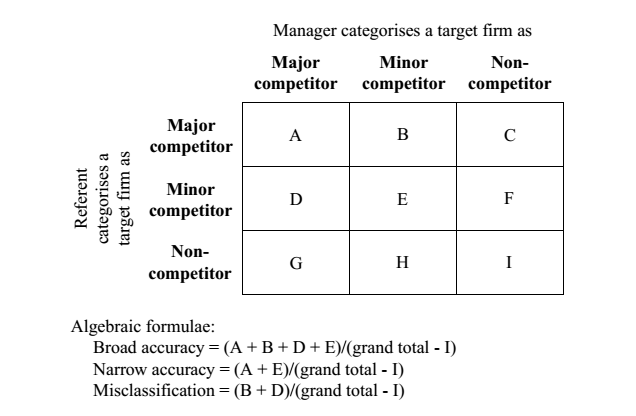 Manager categorises a target firm as
Major Minor Non-
competitor competitor competitor
Referent
categorises a
target firm as
Major
competitor
A B C
Minor
competitor
D E F
Non-
competitor
G H I
Algebraic formulae:
Broad accuracy = (A + B + D + E)/(grand total - I)
Narrow accuracy = (A + E)/(grand total - I)
Misclassification = (B + D)/(grand total - I)